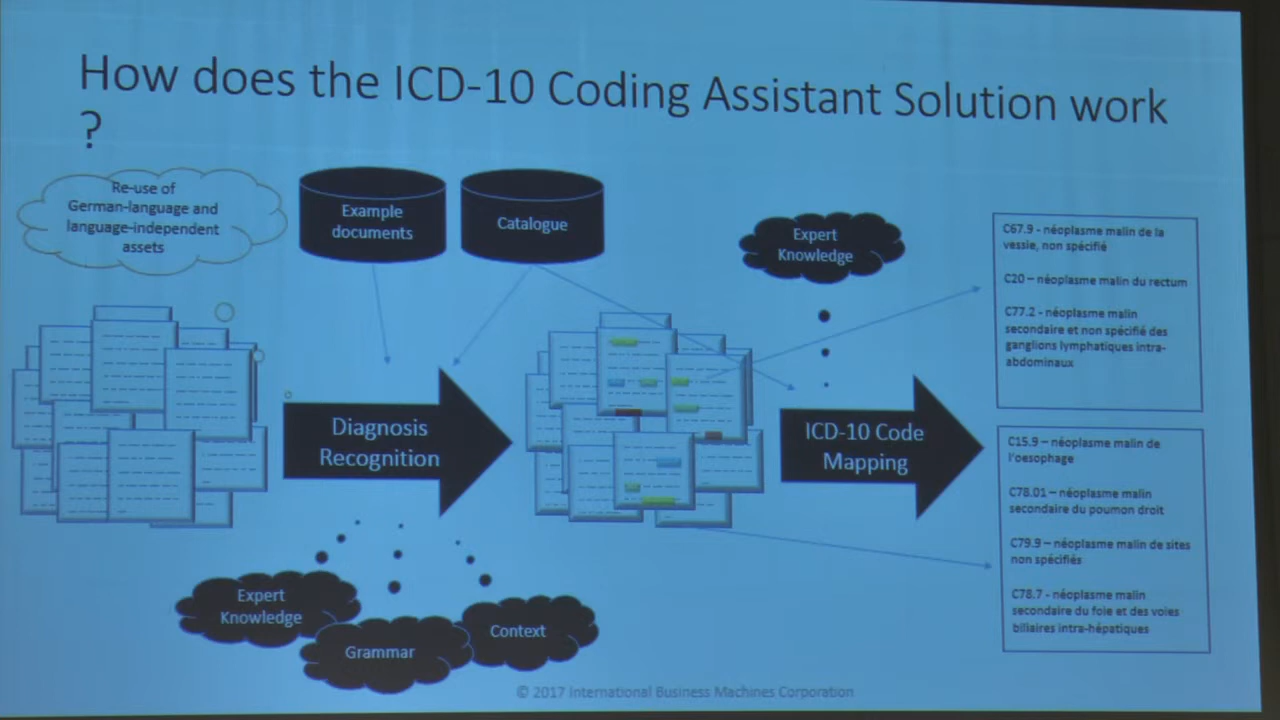 How does the ICD-10 Coding Assistant Solution work
?
Re-use of
German-language and
language-independent
assets
Example
documents
Catalogue
Expert
Knowledge
Diagnosis
Recognition
ICD-10 Code
Mapping
C67.9 - néoplasme malin de la
vessie, non spécifié
C20 – néoplasme malin du rectum
C77.2 - néoplasme malin
secondaire et non spécifié des
ganglions lymphatiques intra-
abdominaux
C15.9 – néoplasme malin de
l'oesophage
C78.01 – néoplasme malin
secondaire du poumon droit
C79.9 – néoplasme malin de sites
non spécifiés
C78.7 - néoplasme malin
secondaire du foie et des voies
biliaires intra-hépatiques
Expert
Knowledge
Grammar
Context
© 2017 International Business Machines Corporation